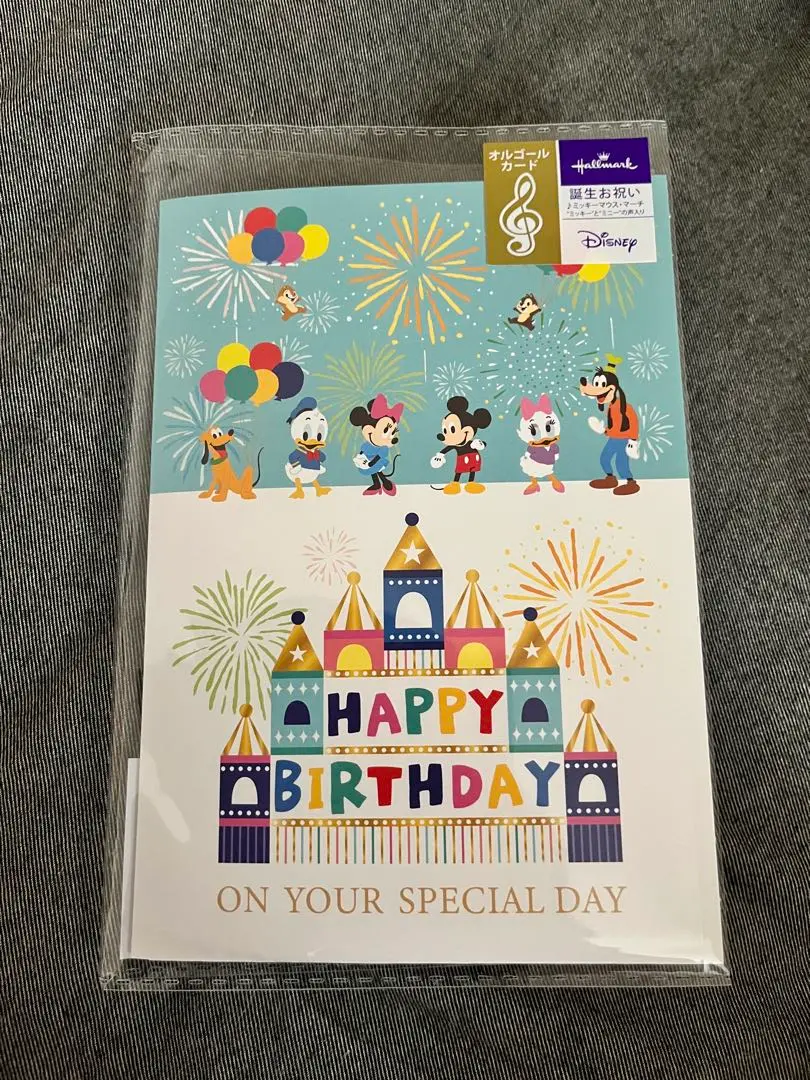 オルゴール
カード
Hallmark
誕生お祝い
♪ミッキーマウス・マーチ
"ミッキー"と"ミニー"の声入り
Disney
HAPPY
BIRTHDAY
ON YOUR SPECIAL DAY